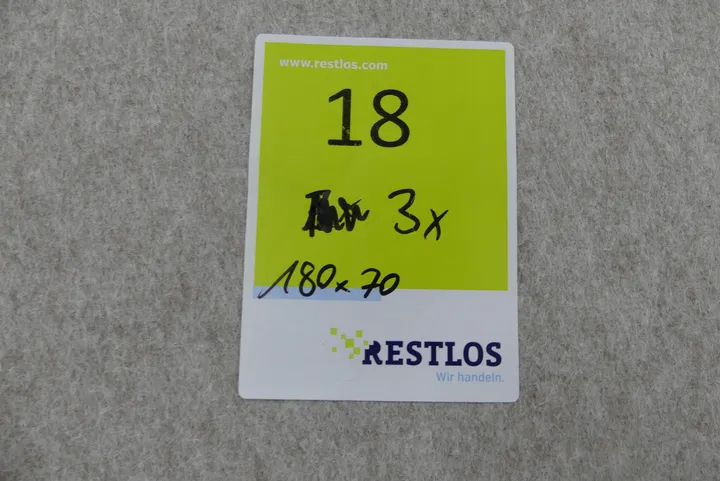 www.restlos.com
18
3x
180x70
RESTLOS
Wir handeln.